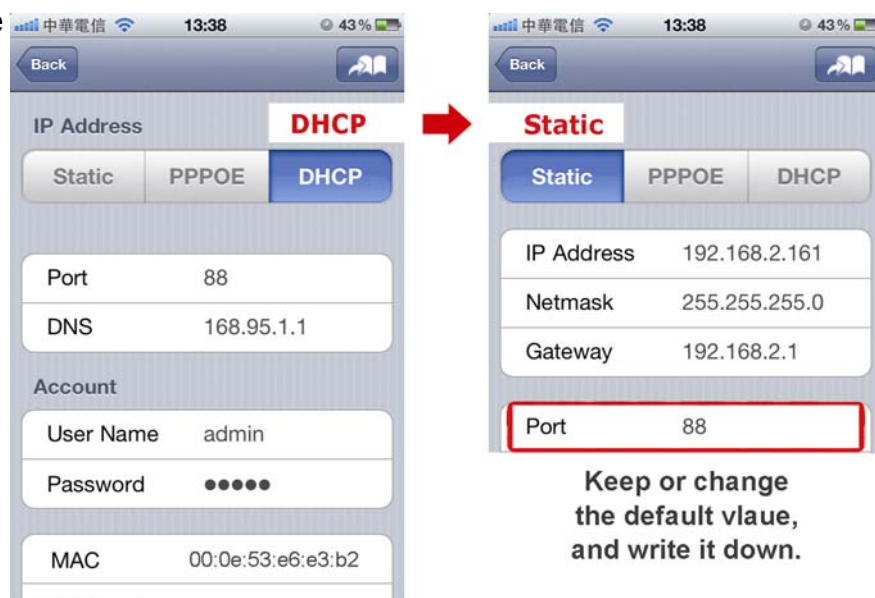 e
中華電信 13:38 43%
Back
IP Address DHCP
Static PPPOE DHCP
Port 88
DNS 168.95.1.1
Account
User Name admin
Password ●●●●●
MAC 00:0e:53:e6:e3:b2
中華電信 13:38 43%
Back
Static
Static PPPOE DHCP
IP Address 192.168.2.161
Netmask 255.255.255.0
Gateway 192.168.2.1
Port 88
Keep or change
the default vlaue,
and write it down.